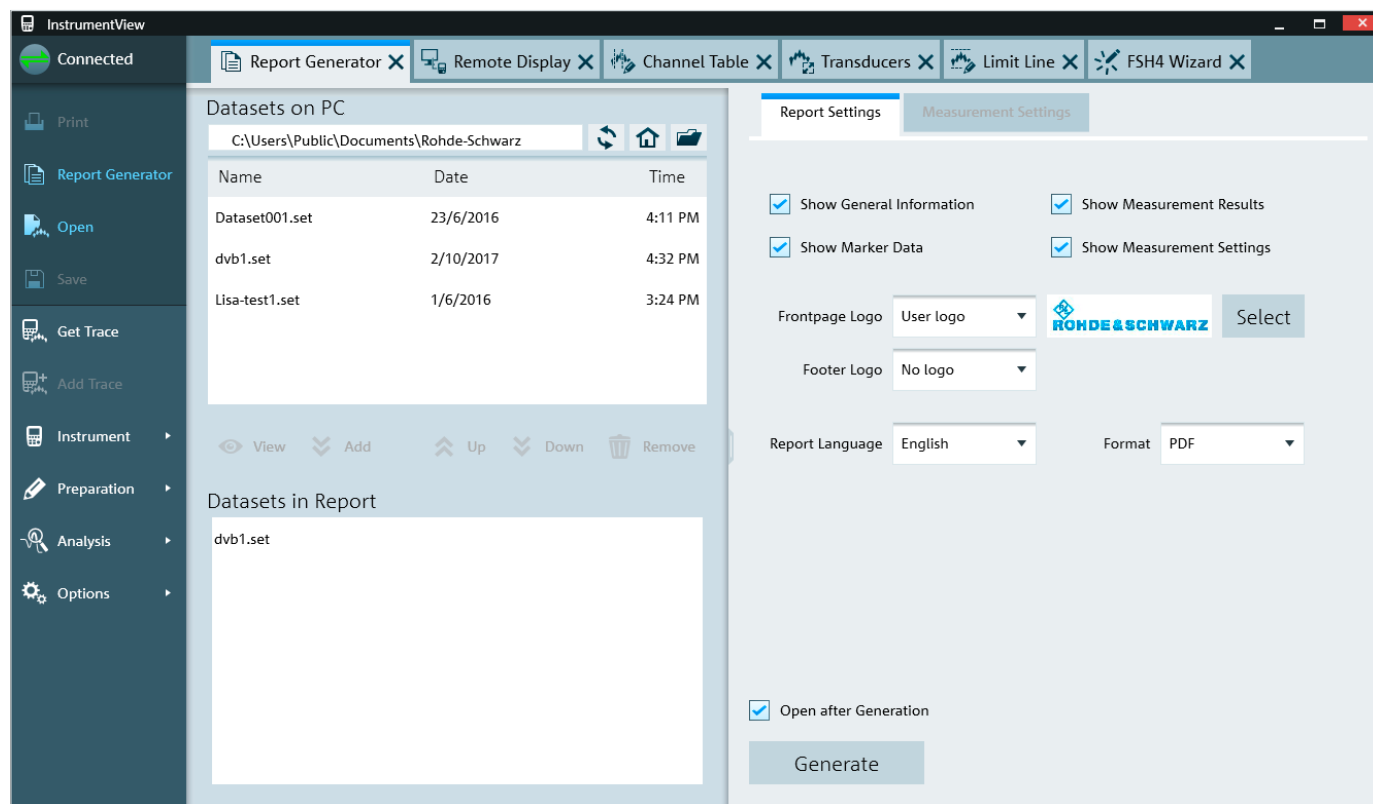 InstrumentView
Connected
Report Generator
Remote Display
Channel Table
Transducers
Limit Line
FSH4 Wizard
Print
Report Generator
Open
Save
Get Trace
Add Trace
Instrument
Preparation
Analysis
Options
Datasets on PC
C:\Users\Public\Documents\Rohde-Schwarz
Name Date Time
Dataset001.set 23/6/2016 4:11 PM
dvb1.set 2/10/2017 4:32 PM
Lisa-test1.set 1/6/2016 3:24 PM
View Add Up Down Remove
Datasets in Report
dvb1.set
Report Settings Measurement Settings
Show General Information Show Measurement Results
Show Marker Data Show Measurement Settings
Frontpage Logo User logo ROHDE&SCHWARZ Select
Footer Logo No logo
Report Language English Format PDF
Open after Generation
Generate